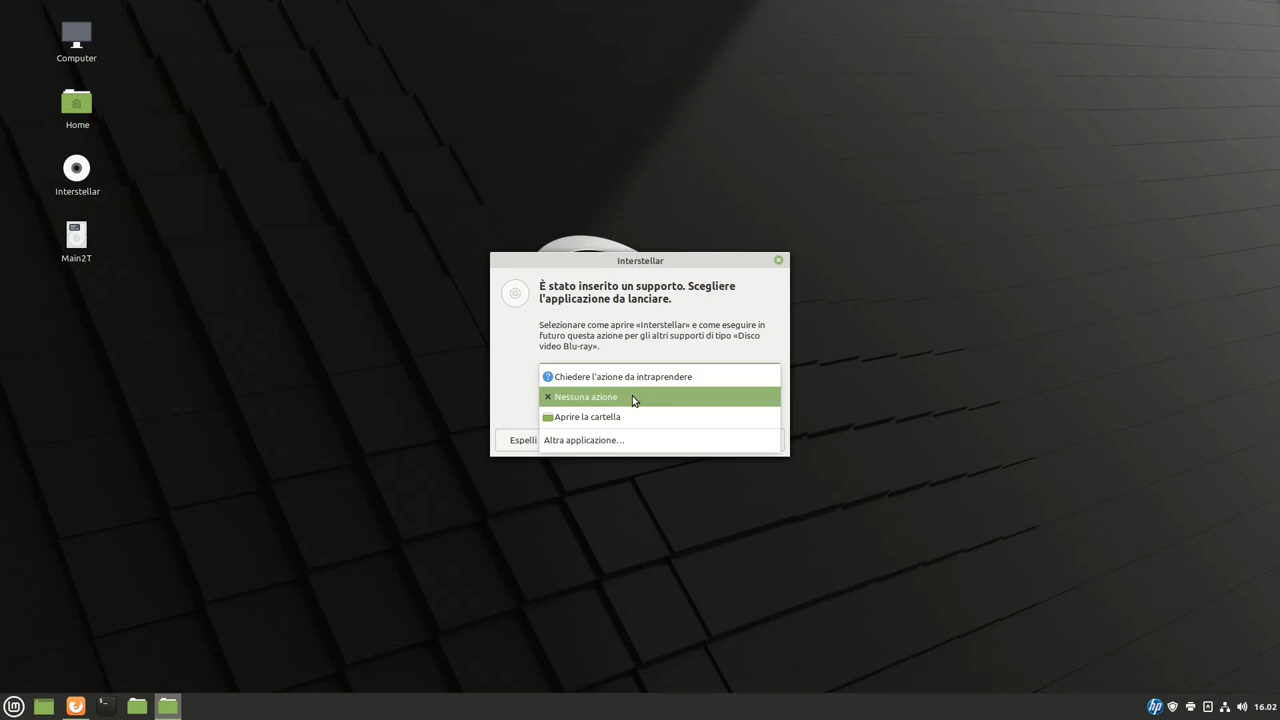 Computer
Home
Interstellar
Main2T
Interstellar
È stato inserito un supporto. Scegliere
l'applicazione da lanciare.
Selezionare come aprire «Interstellar» e come eseguire in
futuro questa azione per gli altri supporti di tipo «Disco
video Blu-ray».
Chiedere l'azione da intraprendere
Nessuna azione
Aprire la cartella
Altra applicazione…
Espelli
hp
16.02